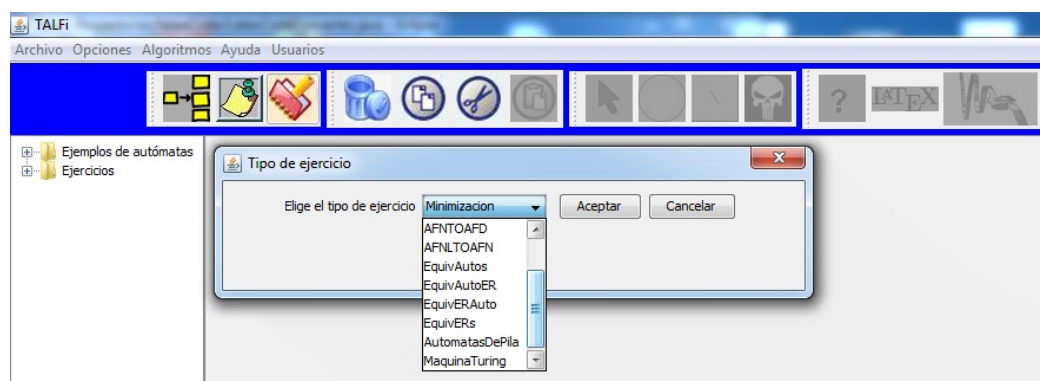 TALFi
Archivo Opciones Algoritmos Ayuda Usuarios
? LATEX
Ejemplos de autómatas
Ejercicios
Tipo de ejercicio
Elige el tipo de ejercicio Minimizacion Aceptar Cancelar
AFNTOAFD
AFNLTOAFN
EquivAutos
EquivAutoER
EquivERAuto
EquivERs
AutomatasDePila
MaquinaTuring